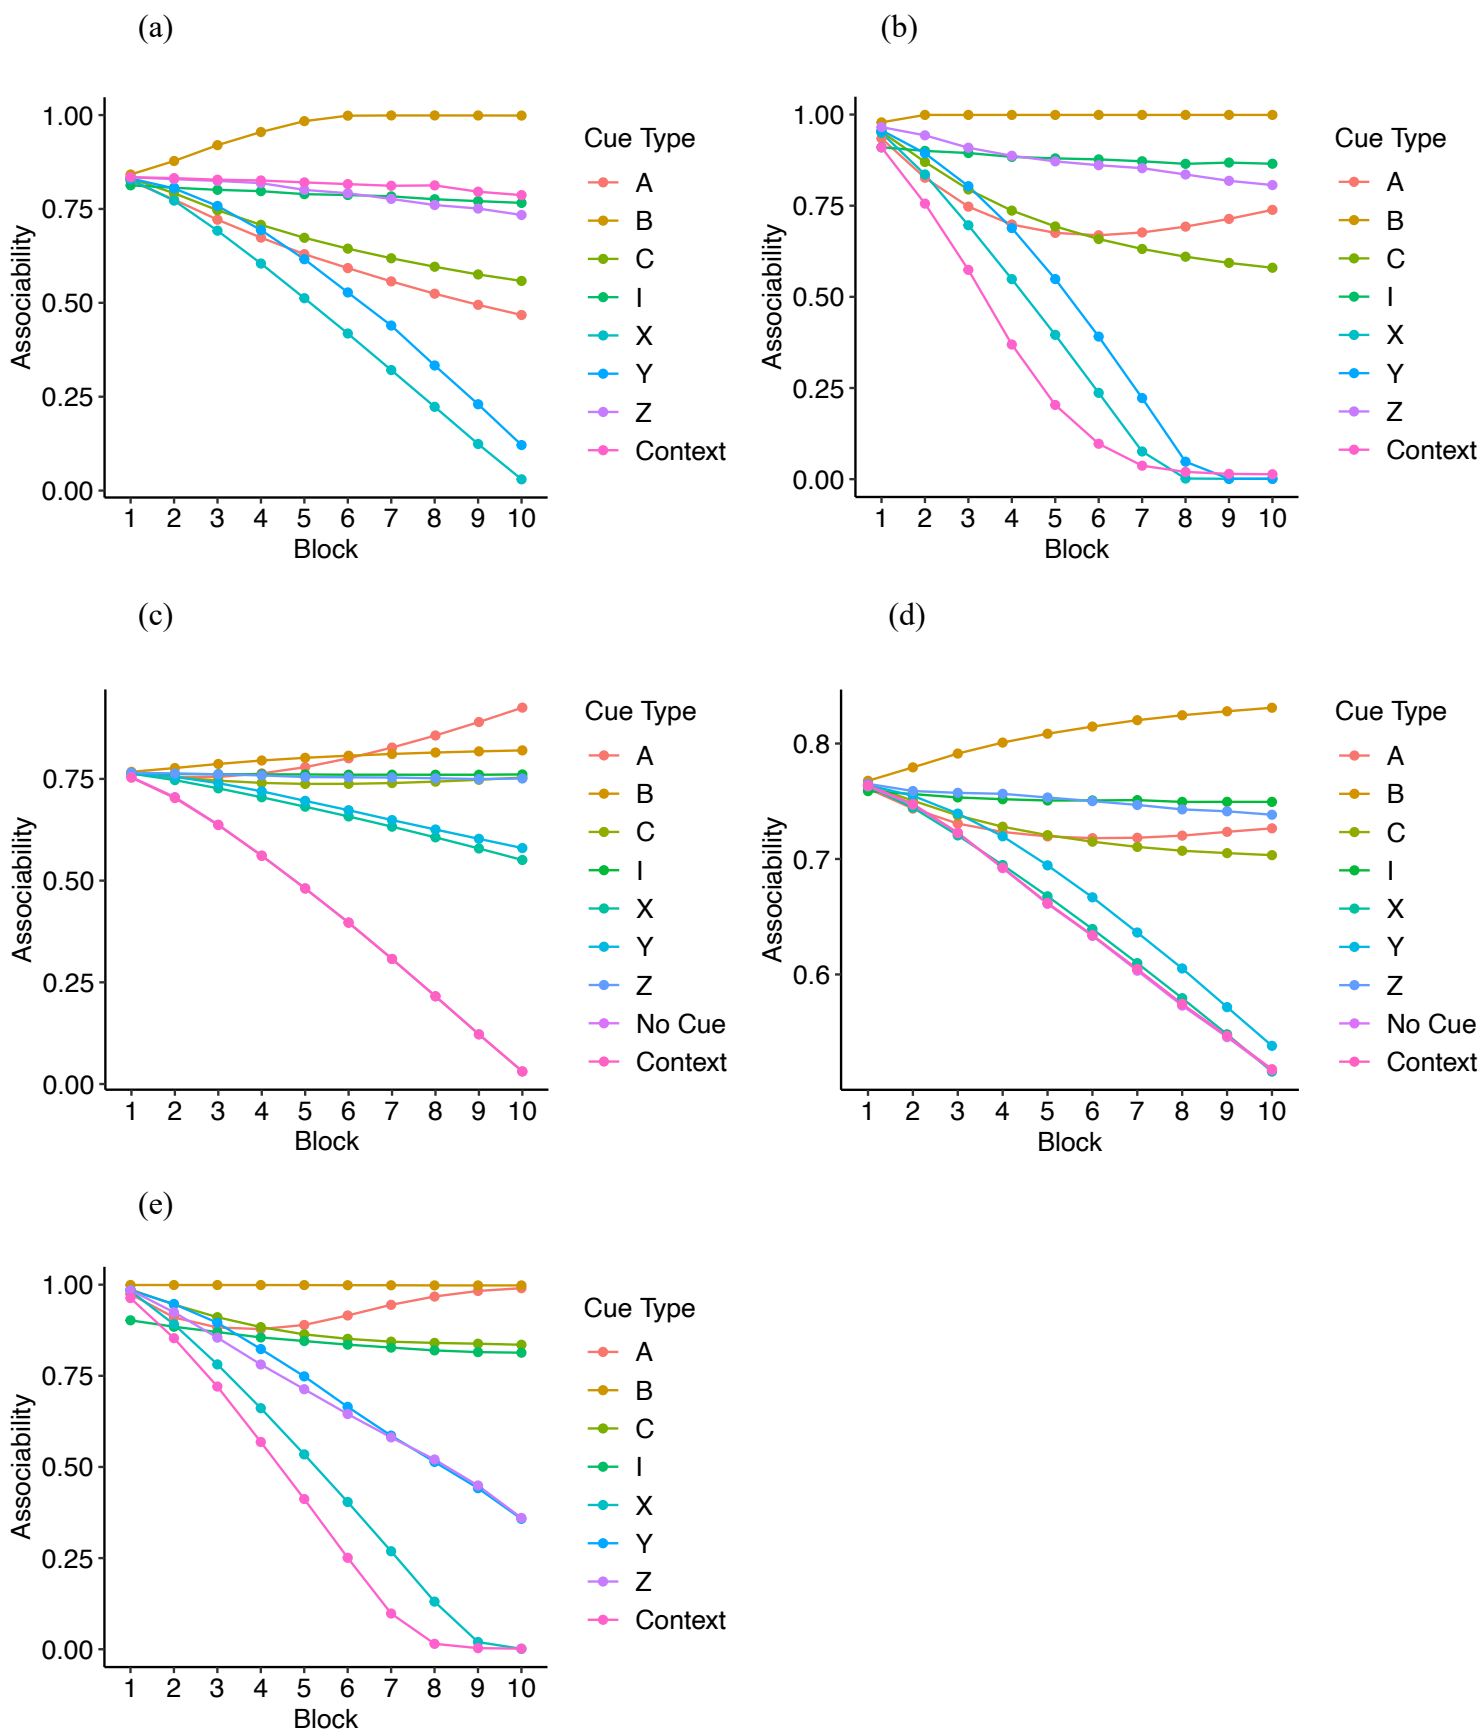 (a)
Associability
1.00
0.75
0.50
0.25
0.00
1 2 3 4 5 6 7 8 9 10
Block
Cue Type
A
B
C
I
X
Y
Z
Context
(b)
Associability
1.00
0.75
0.50
0.25
0.00
1 2 3 4 5 6 7 8 9 10
Block
Cue Type
A
B
C
I
X
Y
Z
Context
(c)
Associability
0.75
0.50
0.25
0.00
1 2 3 4 5 6 7 8 9 10
Block
Cue Type
A
B
C
I
X
Y
Z
No Cue
Context
(d)
Associability
0.8
0.7
0.6
1 2 3 4 5 6 7 8 9 10
Block
Cue Type
A
B
C
I
X
Y
Z
No Cue
Context
(e)
Associability
1.00
0.75
0.50
0.25
0.00
1 2 3 4 5 6 7 8 9 10
Block
Cue Type
A
B
C
I
X
Y
Z
Context